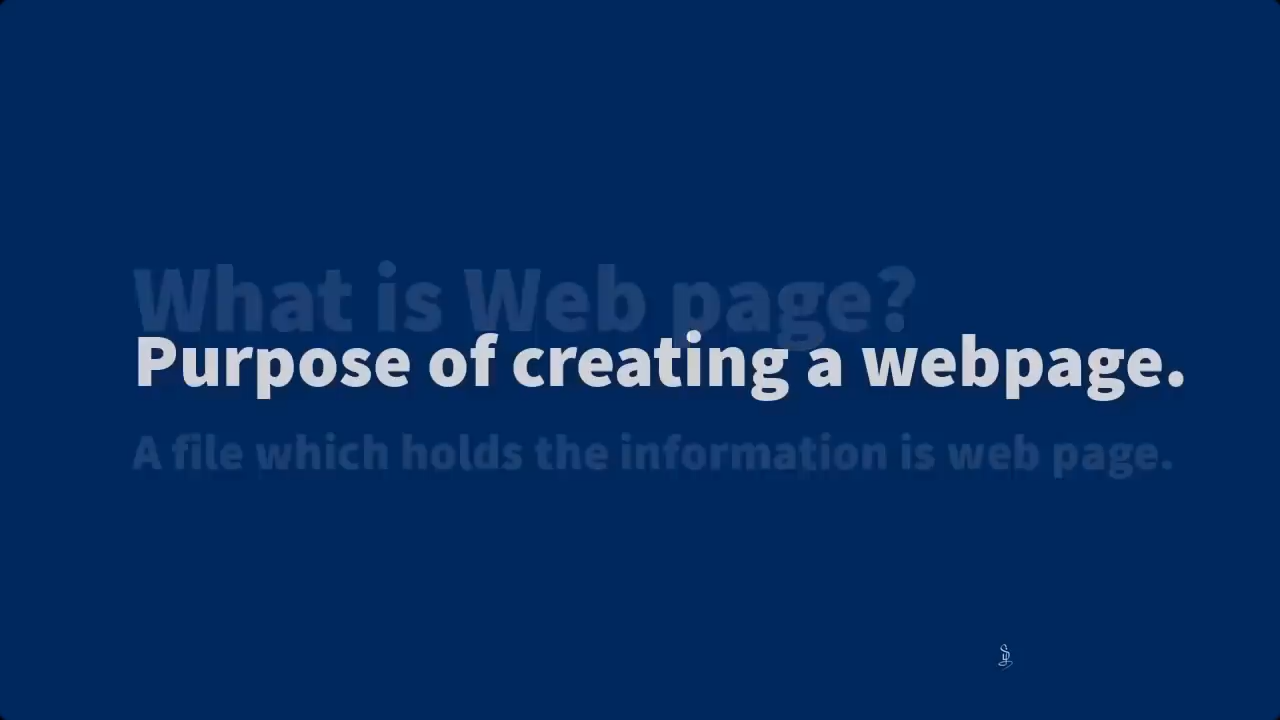 What is Web page?
Purpose of creating a webpage.
A file which holds the information is web page.